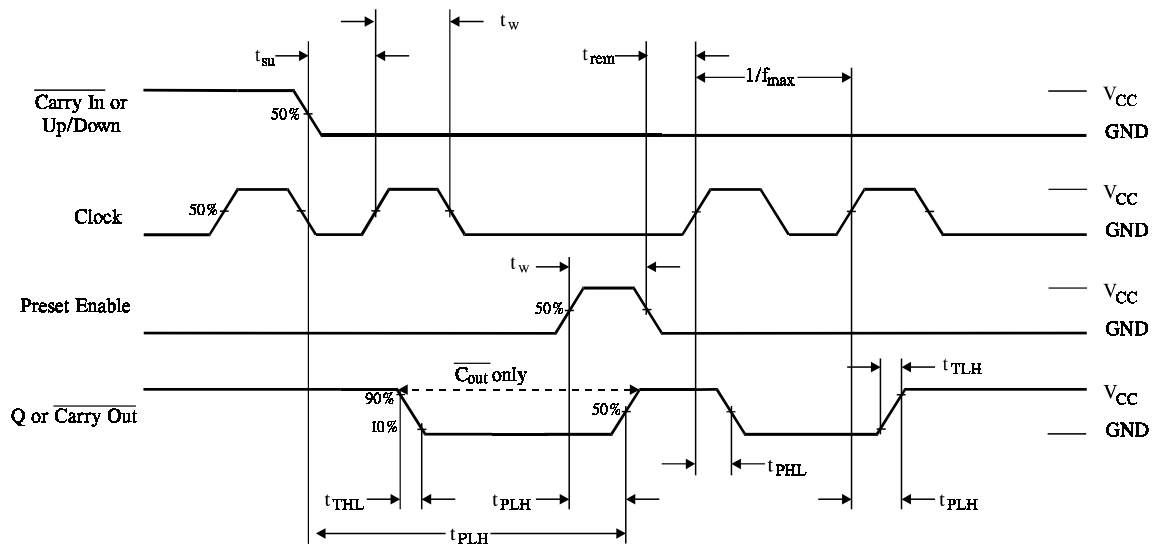 t_w
t_su
t_rem
1/f_max
Carry In or
Up/Down
50%
V_CC
GND
Clock
50%
V_CC
GND
t_w
Preset Enable
50%
V_CC
GND
C_out only
t_TLH
Q or Carry Out
90%
10%
50%
V_CC
GND
t_PHL
t_THL
t_PLH
t_PLH
t_PLH